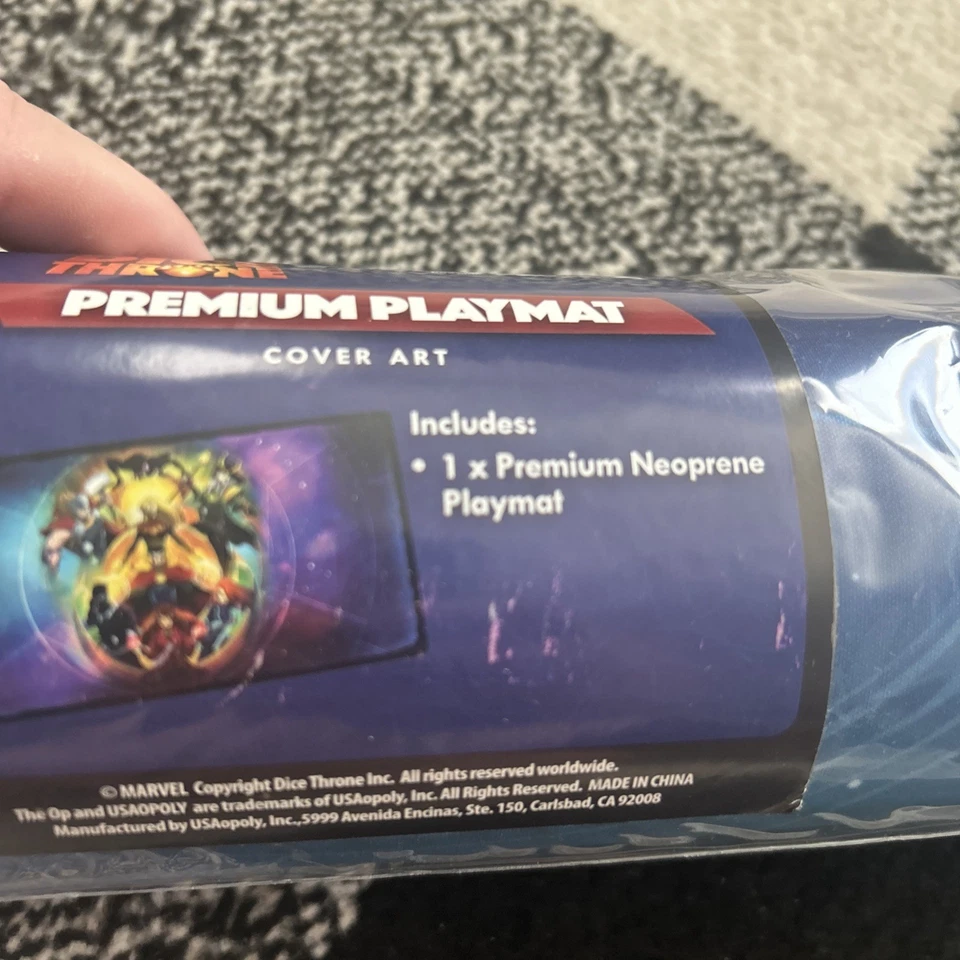 THRONE
PREMIUM PLAYMAT
COVER ART
Includes:
• 1 x Premium Neoprene
Playmat
© MARVEL Copyright Dice Throne Inc. All rights reserved worldwide.
The Op and USAOPOLY are trademarks of USAopoly, Inc. All Rights Reserved. MADE IN CHINA
Manufactured by USAopoly, Inc.,5999 Avenida Encinas, Ste. 150, Carlsbad, CA 92008